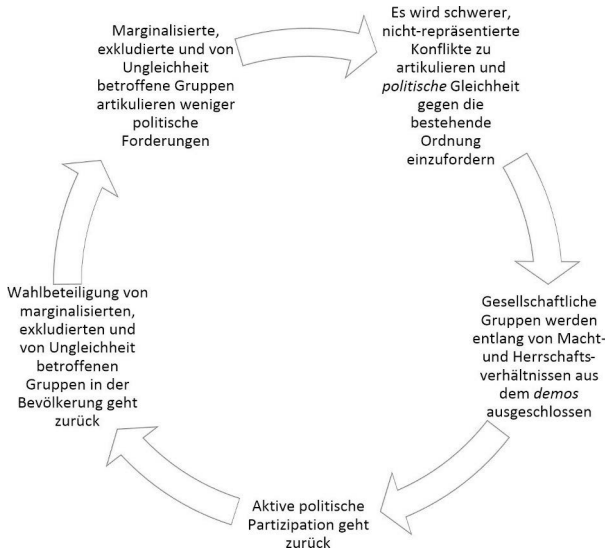 Marginalisierte,
exkludierte und von
Ungleichheit
betroffene Gruppen
artikulieren weniger
politische
Forderungen
Es wird schwerer,
nicht-repräsentierte
Konflikte zu
artikulieren und
politische Gleichheit
gegen die
bestehende
Ordnung
einzufordern
Gesellschaftliche
Gruppen werden
entlang von Macht-
und Herrschafts-
verhältnissen aus
dem demos
ausgeschlossen
Aktive politische
Partizipation geht
zurück
Wahlbeteiligung von
marginalisierten,
exkludierten und
von Ungleichheit
betroffenen
Gruppen in der
Bevölkerung geht
zurück